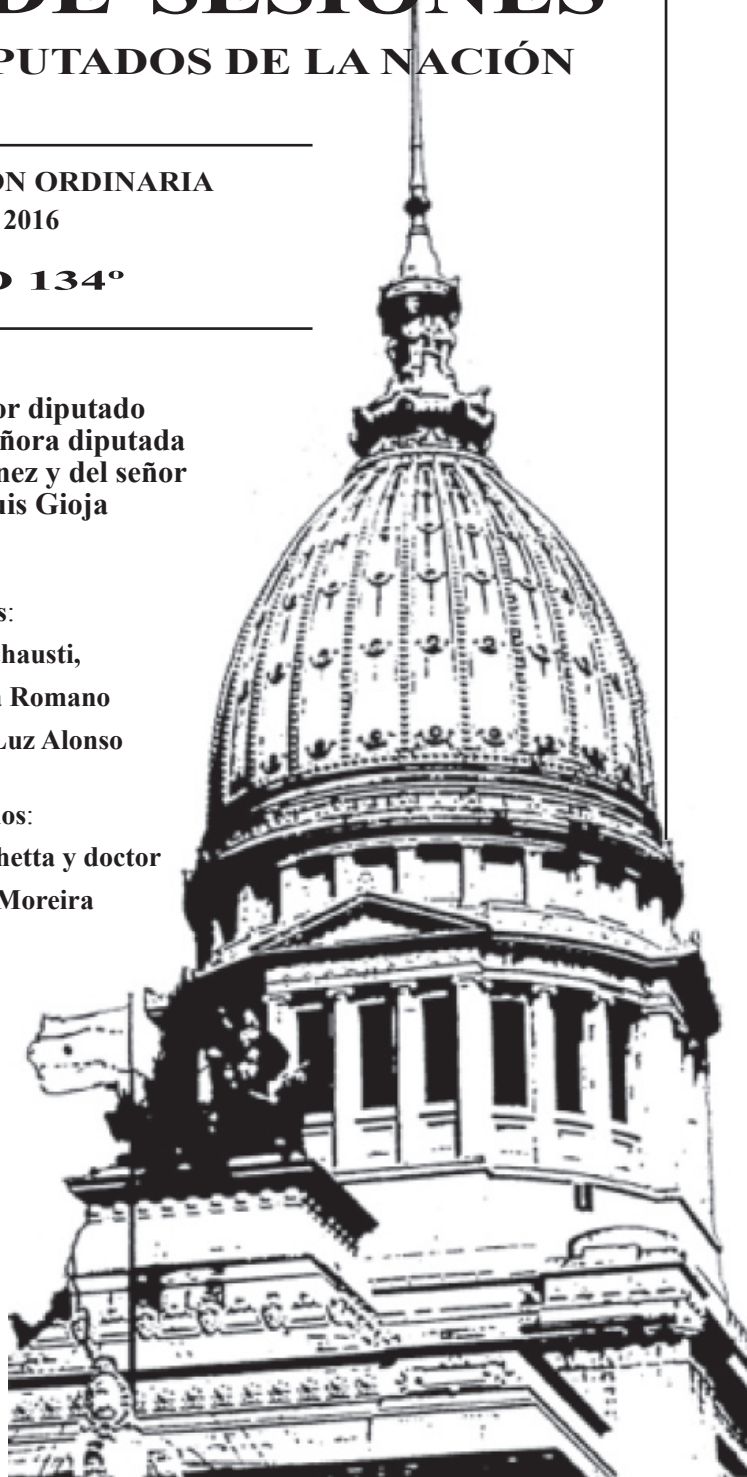 DE SESIONES
PUTADOS DE LA NACIÓN
ÓN ORDINARIA
2016
O 134º
or diputado
ñora diputada
nez y del señor
uis Gioja
s:
hausti,
a Romano
Luz Alonso
os:
hetta y doctor
Moreira